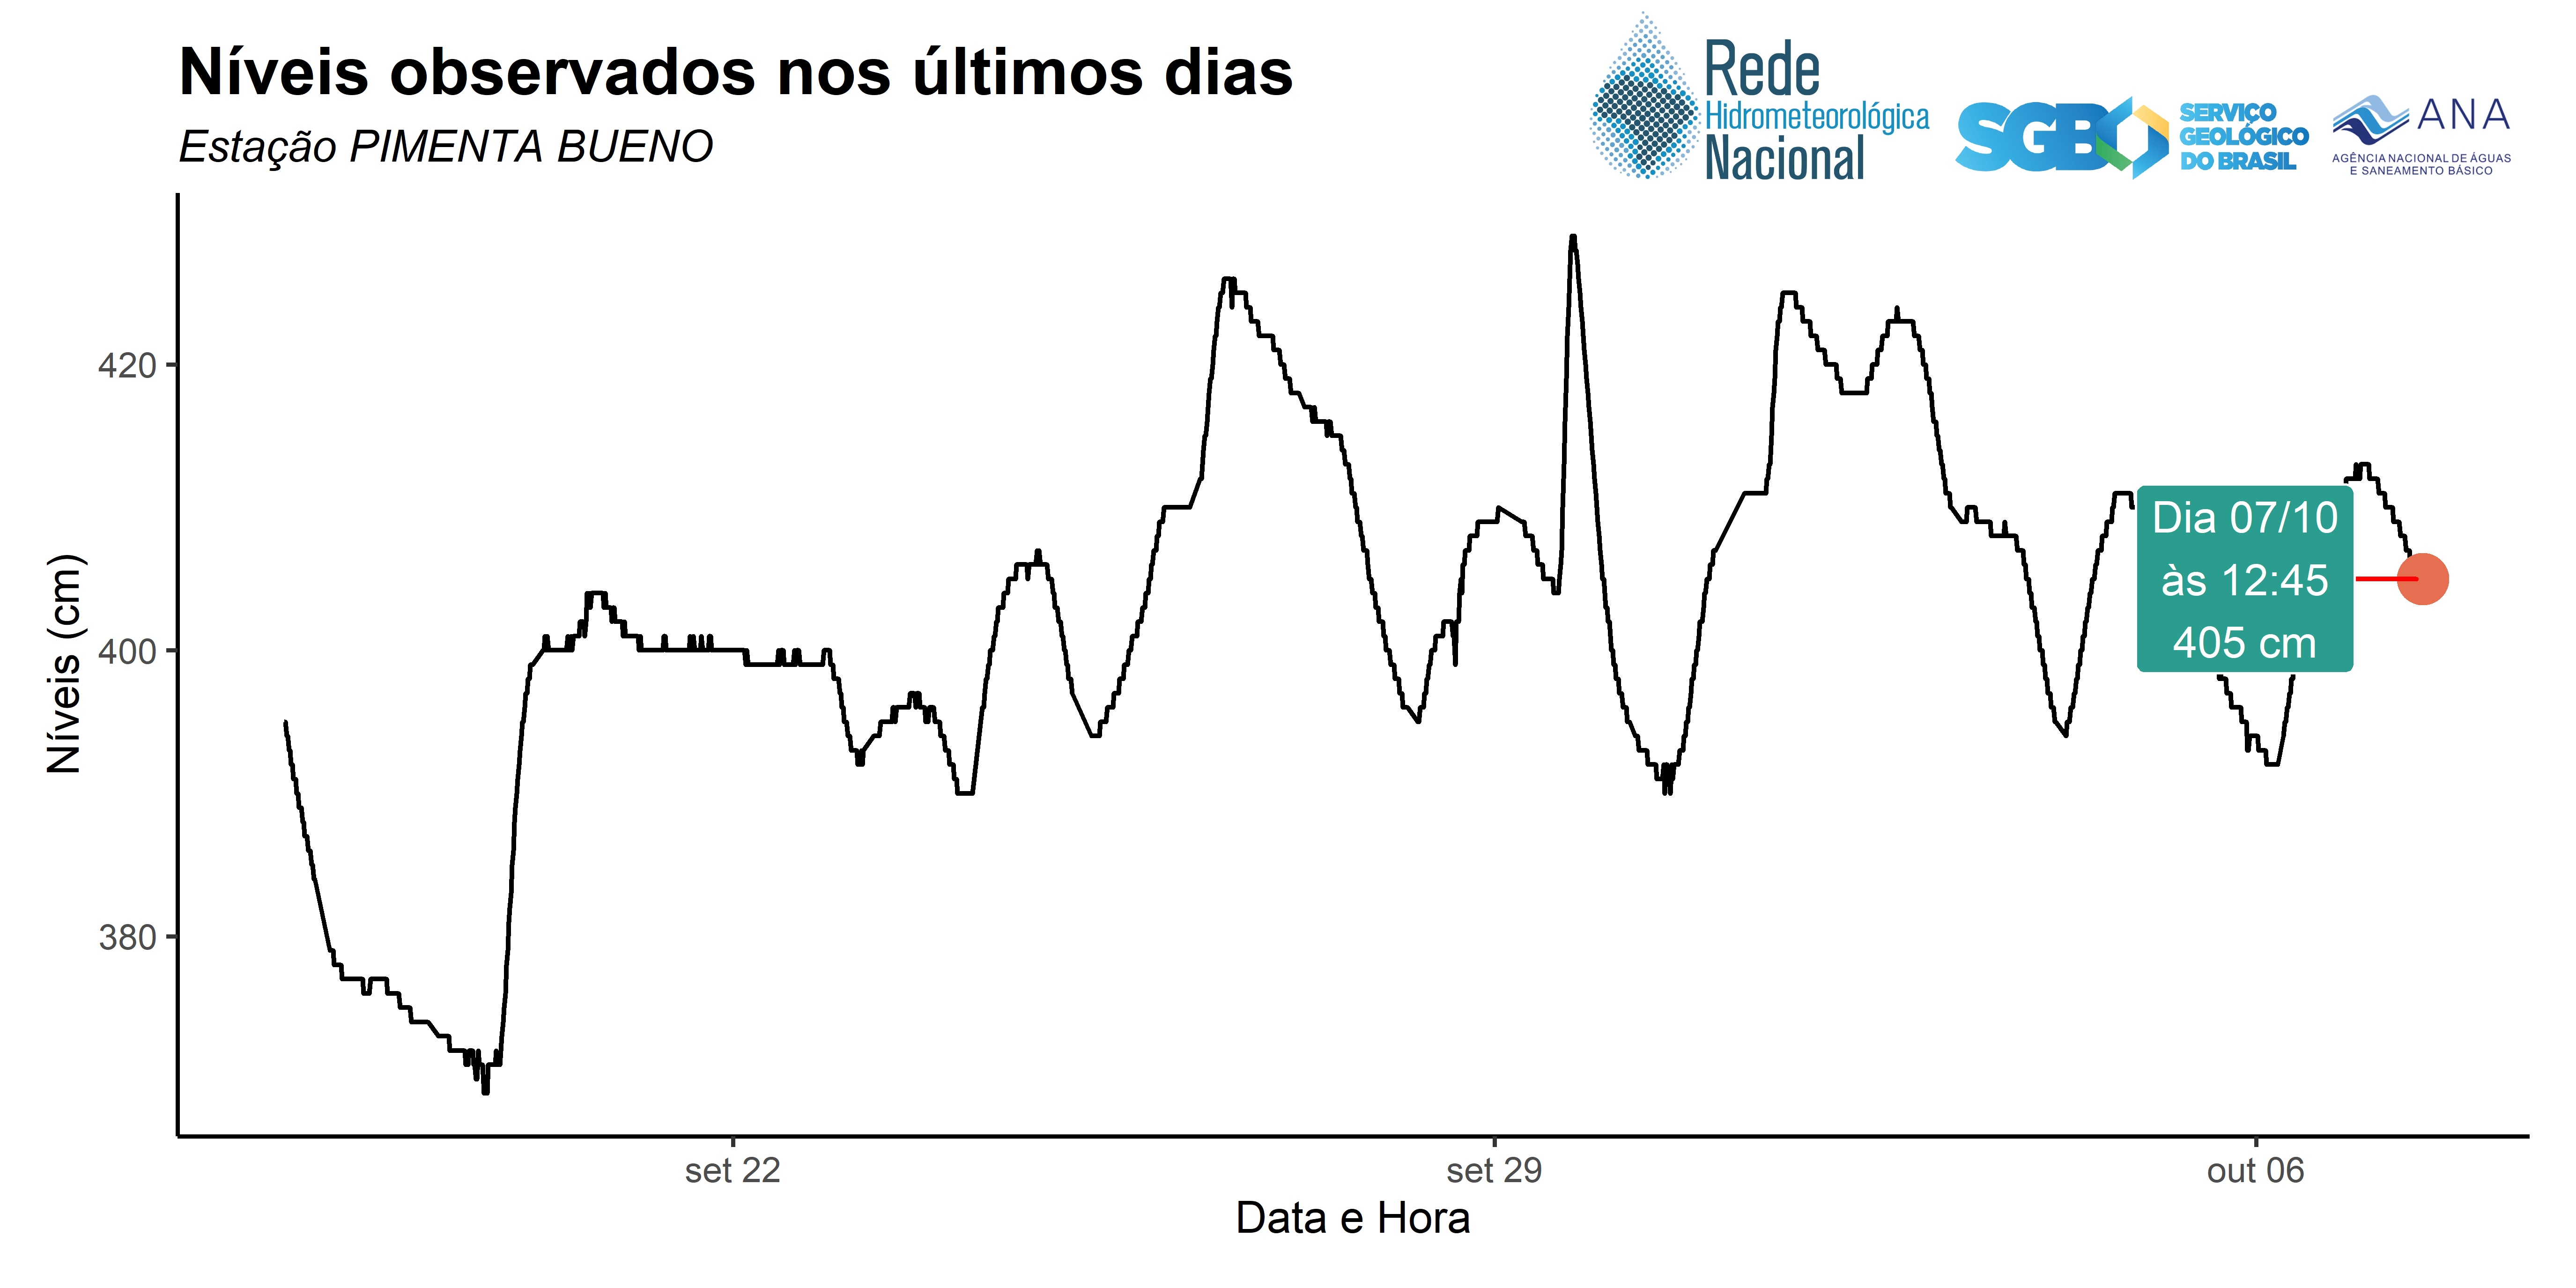 Níveis observados nos últimos dias
Estação PIMENTA BUENO
Rede
Hidrometeorológica
Nacional
SGB
SERVIÇO
GEOLÓGICO
DO BRASIL
ANA
AGÊNCIA NACIONAL DE ÁGUAS
E SANEAMENTO BÁSICO
Níveis (cm)
420
400
380
Dia 07/10
às 12:45
405 cm
set 22
set 29
out 06
Data e Hora